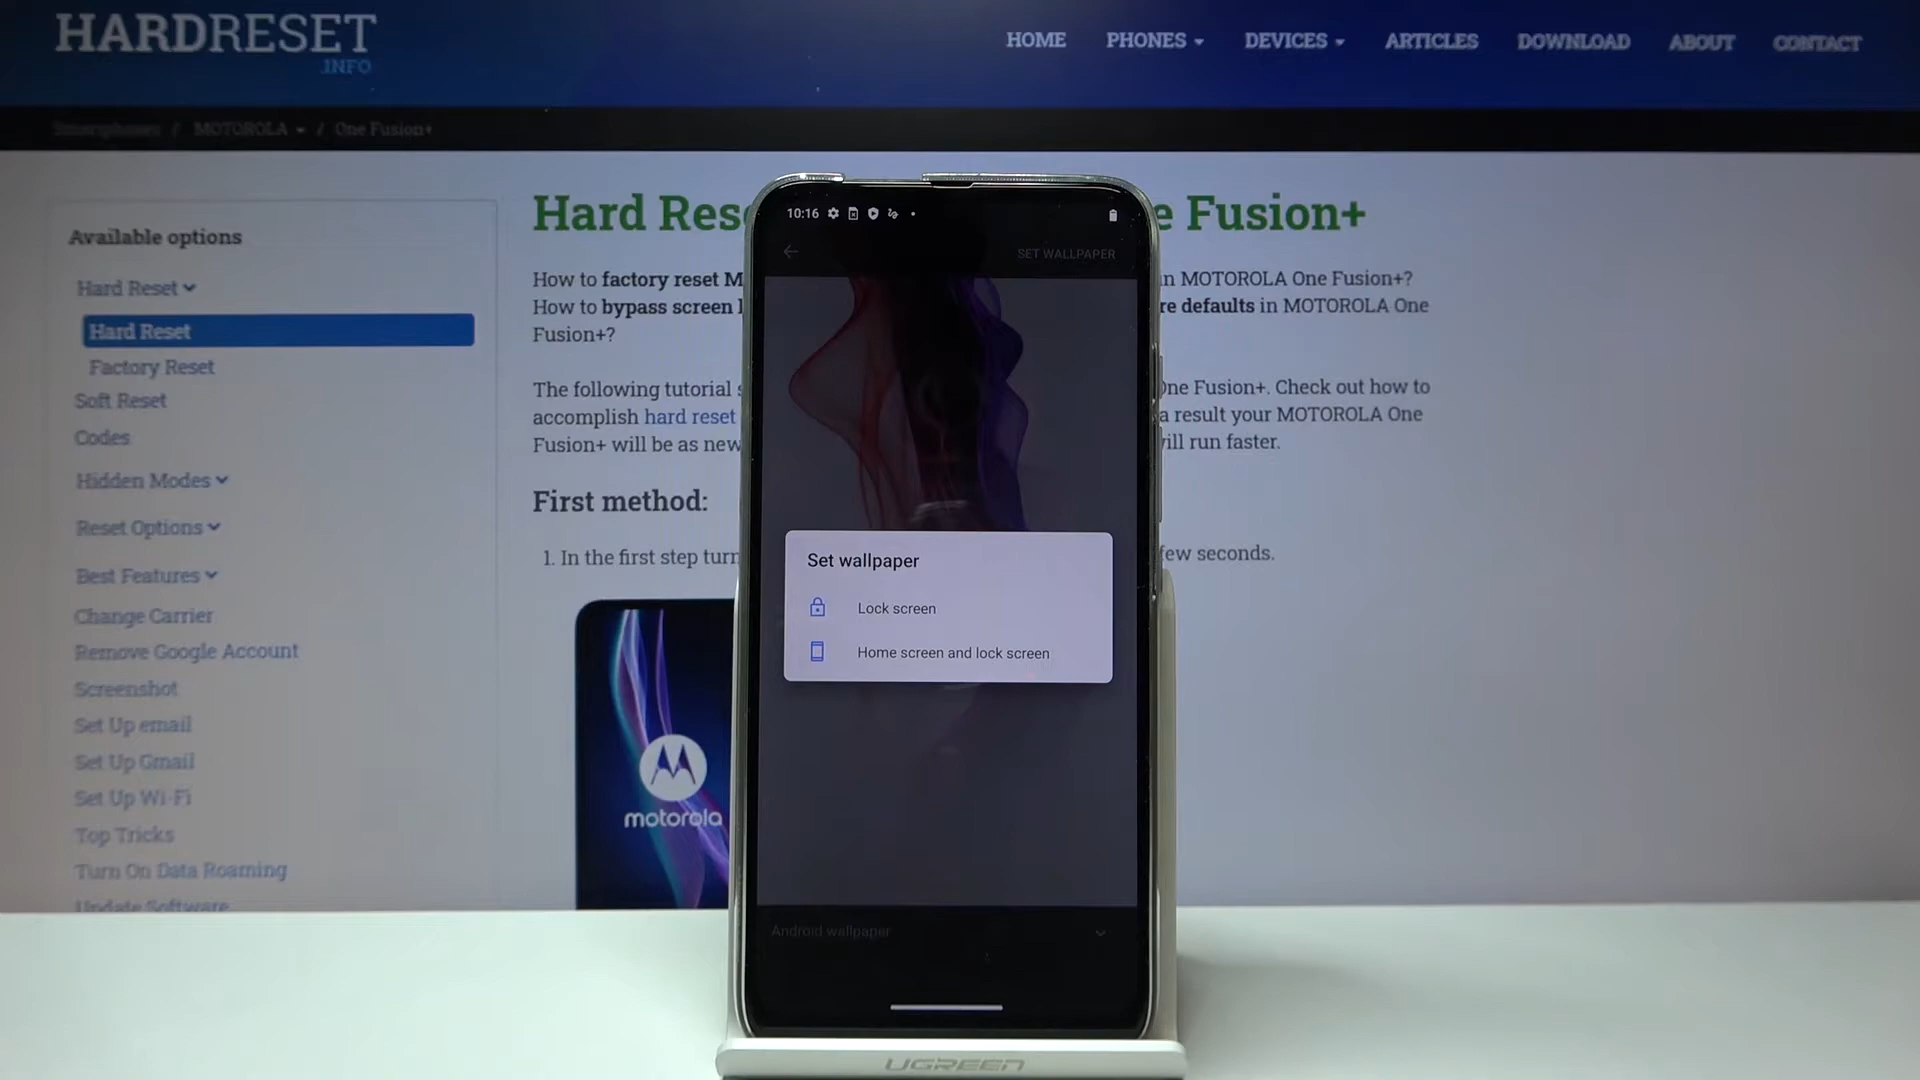 HARDRESET
.INFO
HOME PHONES DEVICES ARTICLES DOWNLOAD ABOUT CONTACT
Smartphones / MOTOROLA / One Fusion+
Available options
Hard Reset
Hard Reset
Factory Reset
Soft Reset
Codes
Hidden Modes
Reset Options
Best Features
Change Carrier
Remove Google Account
Screenshot
Set Up email
Set Up Gmail
Set Up Wi-Fi
Top Tricks
Turn On Data Roaming
Update Software
Hard Res e Fusion+
How to factory reset M in MOTOROLA One Fusion+?
How to bypass screen l re defaults in MOTOROLA One
Fusion+?
The following tutorial s One Fusion+. Check out how to
accomplish hard reset a result your MOTOROLA One
Fusion+ will be as new will run faster.
First method:
1. In the first step turn few seconds.
motorola
10:16
SET WALLPAPER
Set wallpaper
Lock screen
Home screen and lock screen
Android wallpaper
UGREEN